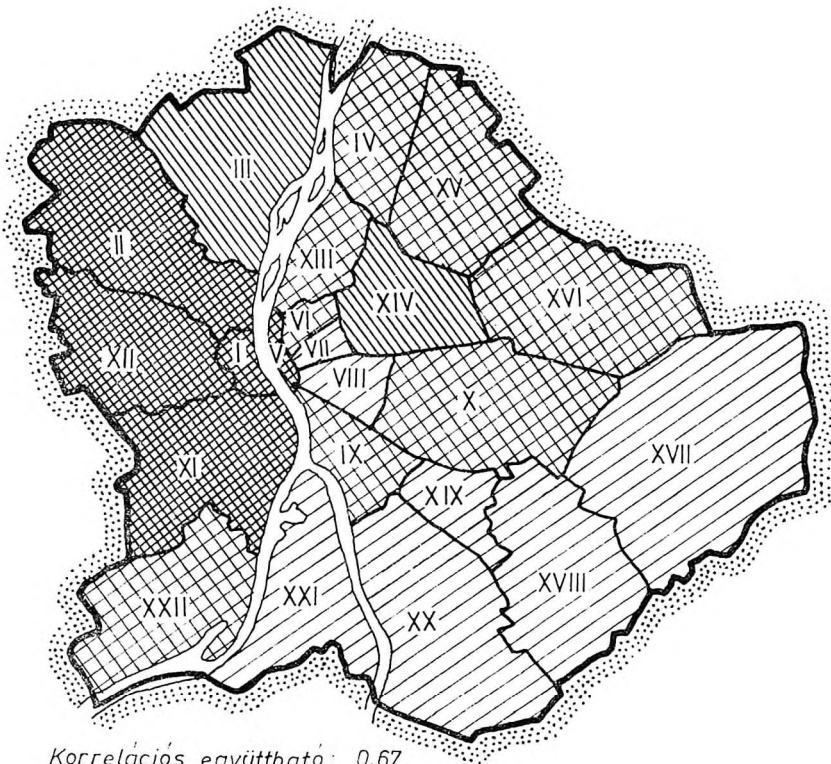 IV
III
XV
II
XIII
XVI
XIV
VI
XII
I
V
VII
VIII
X
XVII
XI
IX
XIX
XVIII
XXI
XXII
XX
Korrelációs együttható: 0,67